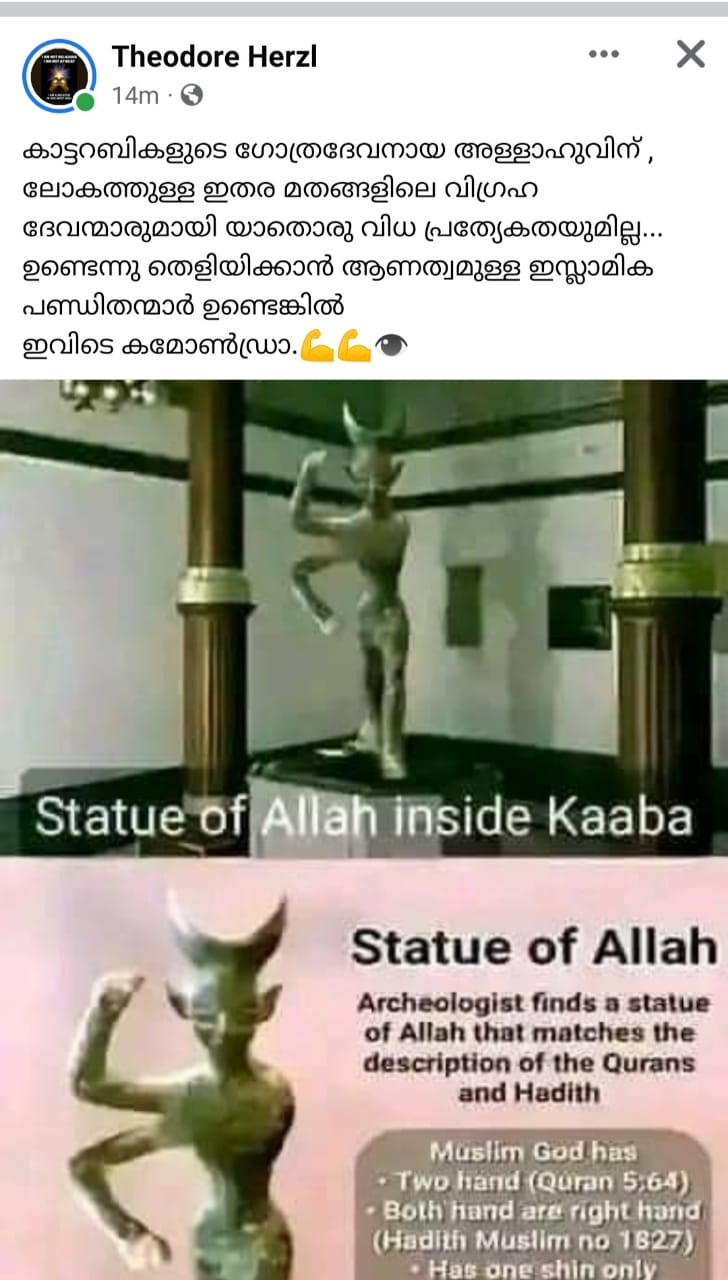 Theodore Herzl
14m
കാട്ടറബികളുടെ ഗോത്രദേവനായ അള്ളാഹുവിന് ,
ലോകത്തുള്ള ഇതര മതങ്ങളിലെ വിഗ്രഹ
ദേവന്മാരുമായി യാതൊരു വിധ പ്രത്യേകതയുമില്ല...
ഉണ്ടെന്നു തെളിയിക്കാൻ ആണത്വമുള്ള ഇസ്ലാമിക
പണ്ഡിതന്മാർ ഉണ്ടെങ്കിൽ
ഇവിടെ കമോൺഡ്രാ.💪💪👁
Statue of Allah inside Kaaba
Statue of Allah
Archeologist finds a statue
of Allah that matches the
description of the Qurans
and Hadith
Muslim God has
• Two hand (Quran 5:64)
• Both hand are right hand
(Hadith Muslim no 1827)
• Has one shin only